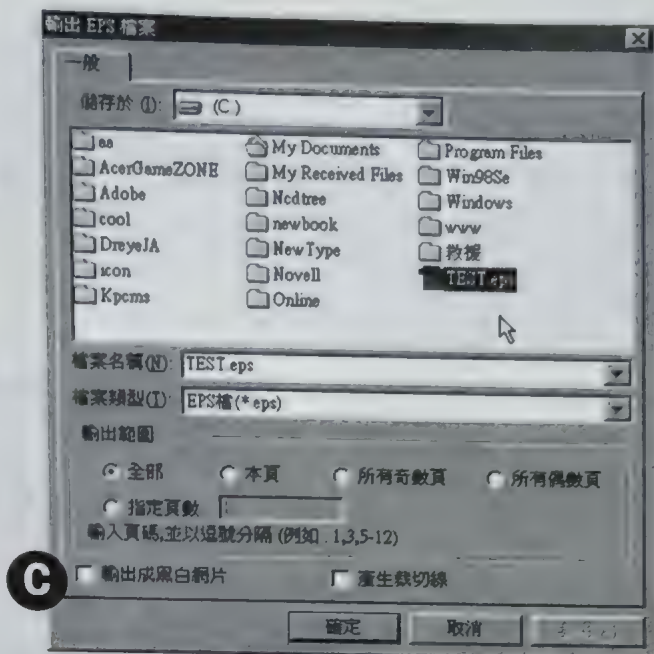 輸出 EPS 檔案
一般
儲存於 (I): (C)
aa
AcerGameZONE
Adobe
cool
DreyeJA
icon
Kpcms
My Documents
My Received Files
Ncdtree
newbook
NewType
Novell
Online
Program Files
Win98Se
Windows
www
救援
TEST eps
檔案名稱(N): TEST eps
檔案類型(T): EPS檔(*eps)
輸出範圍
全部 本頁 所有奇數頁 所有偶數頁
指定頁數
輸入頁碼,並以逗號分隔 (例如 . 1,3,5-12)
C 輸出成黑白網片 產生裁切線
確定 取消